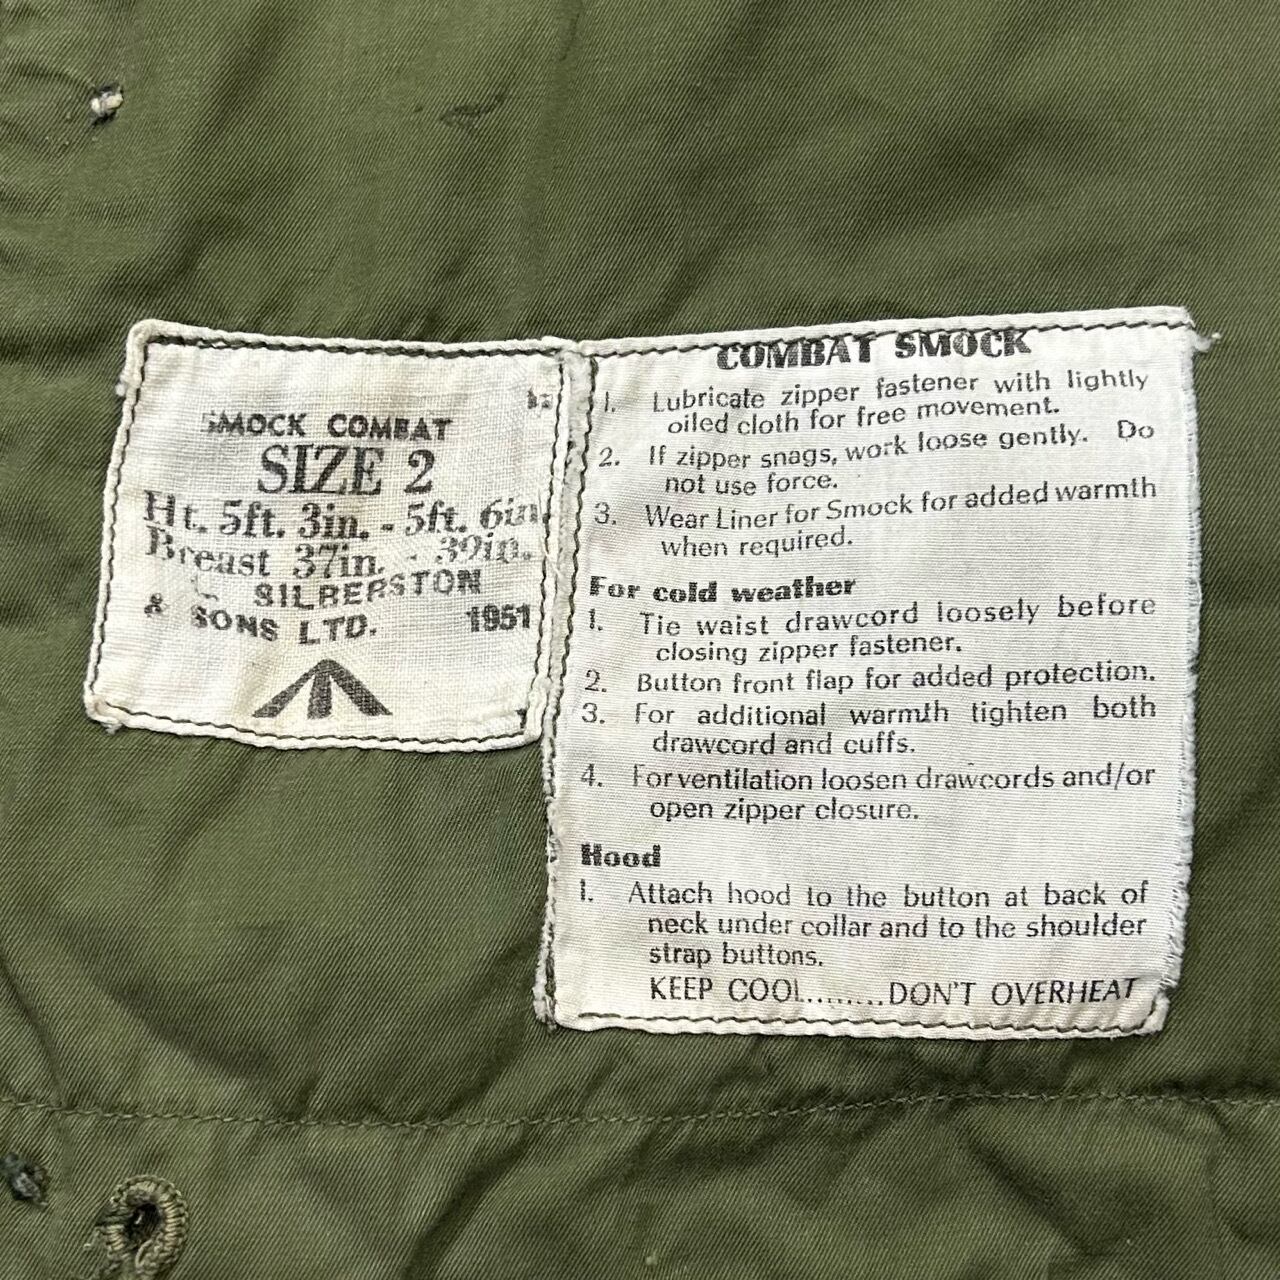 SMOCK COMBAT
SIZE 2
Ht. 5ft. 3in. - 5ft. 6in.
Breast 37in. - 39in.
SILBERSTON
& SONS LTD. 1951
COMBAT SMOCK
1. Lubricate zipper fastener with lightly
oiled cloth for free movement.
2. If zipper snags, work loose gently. Do
not use force.
3. Wear Liner for Smock for added warmth
when required.
For cold weather
1. Tie waist drawcord loosely before
closing zipper fastener.
2. Button front flap for added protection.
3. For additional warmth tighten both
drawcord and cuffs.
4. For ventilation loosen drawcords and/or
open zipper closure.
Hood
1. Attach hood to the button at back of
neck under collar and to the shoulder
strap buttons.
KEEP COOL........DON'T OVERHEAT